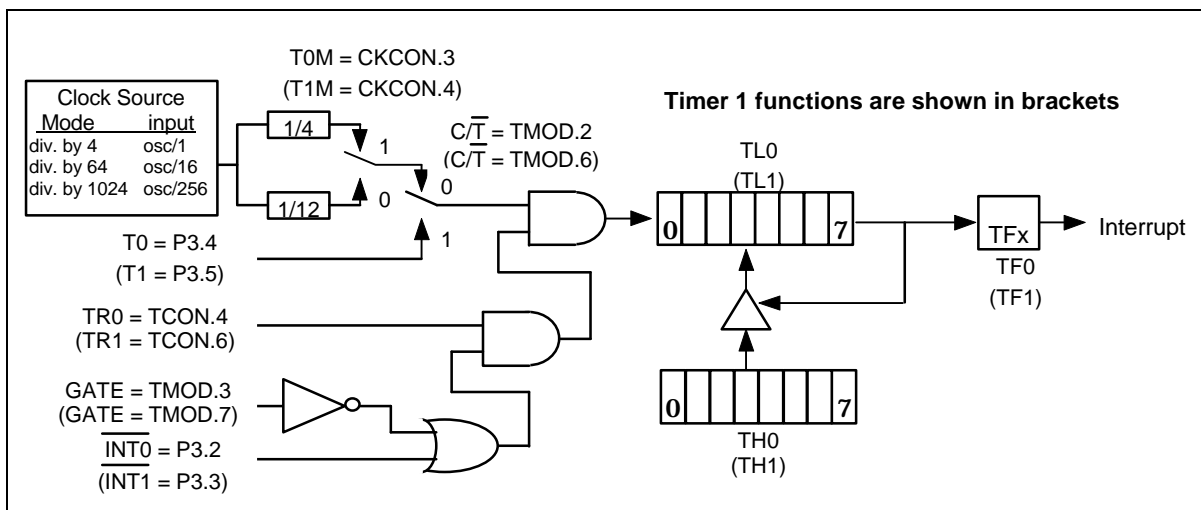 T0M = CKCON.3
(T1M = CKCON.4)
Timer 1 functions are shown in brackets
Clock Source
Mode input
div. by 4 osc/1
div. by 64 osc/16
div. by 1024 osc/256
1/4
1
C/T̅ = TMOD.2
(C/T̅ = TMOD.6)
0
1/12
0
1
T0 = P3.4
(T1 = P3.5)
TL0
(TL1)
0 7
TFx
Interrupt
TF0
(TF1)
TR0 = TCON.4
(TR1 = TCON.6)
GATE = TMOD.3
(GATE = TMOD.7)
I̅N̅T̅0̅ = P3.2
(I̅N̅T̅1̅ = P3.3)
0 7
TH0
(TH1)